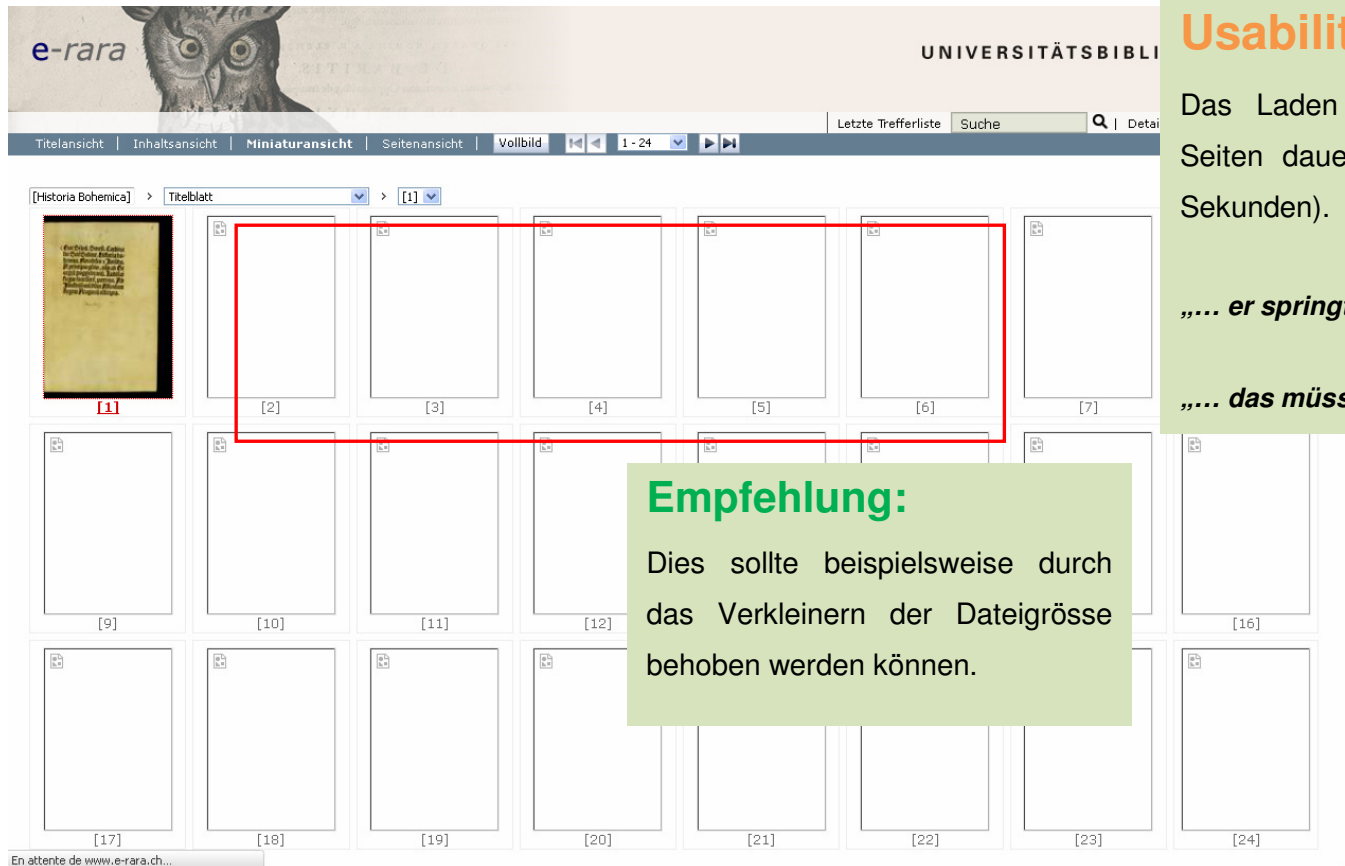 e-rara
UNIVERSITÄTSBIBLI
Letzte Trefferliste Suche | Detai
Titelansicht | Inhaltsansicht | Miniaturansicht | Seitenansicht | Vollbild 1 - 24
[Historia Bohemica] > Titelblatt > [1]
[1] [2] [3] [4] [5] [6] [7]
[9] [10] [11] [12] [16]
[17] [18] [19] [20] [21] [22] [23] [24]
En attente de www.e-rara.ch...
Usabilit
Das Laden
Seiten daue
Sekunden).
„… er springt
„… das müss
Empfehlung:
Dies sollte beispielsweise durch
das Verkleinern der Dateigrösse
behoben werden können.